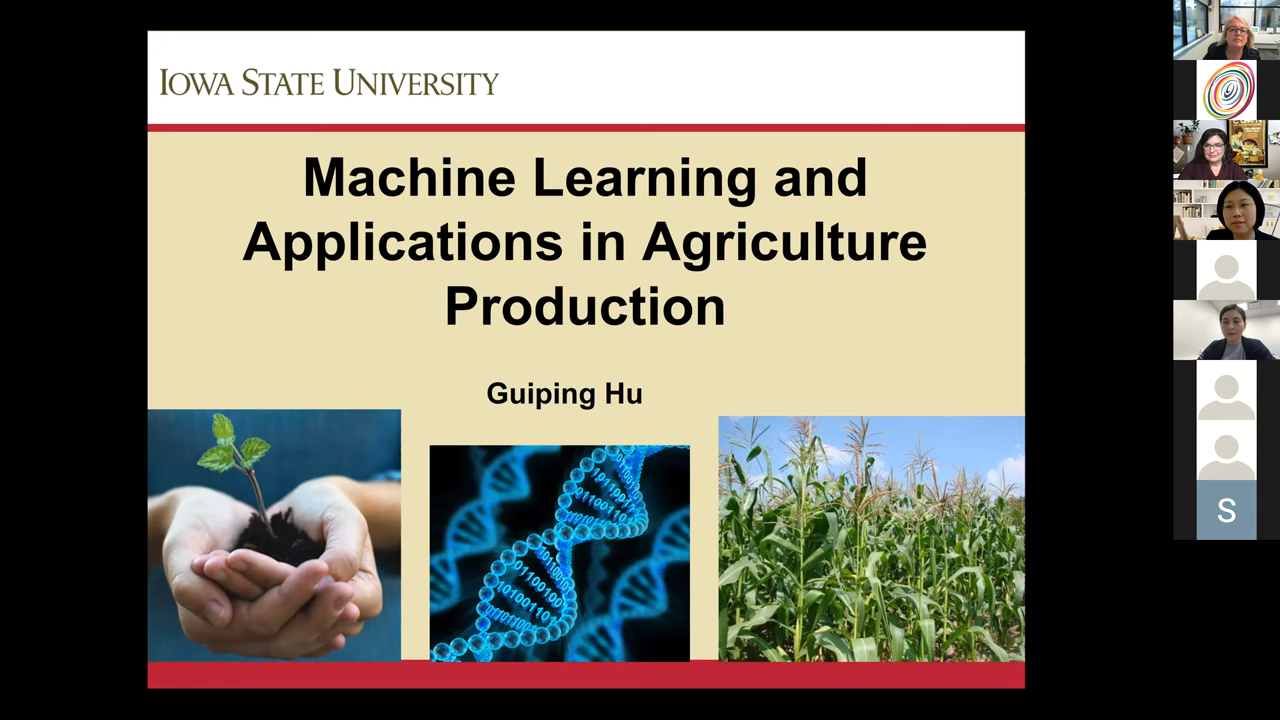 IOWA STATE UNIVERSITY
Machine Learning and
Applications in Agriculture
Production
Guiping Hu
S